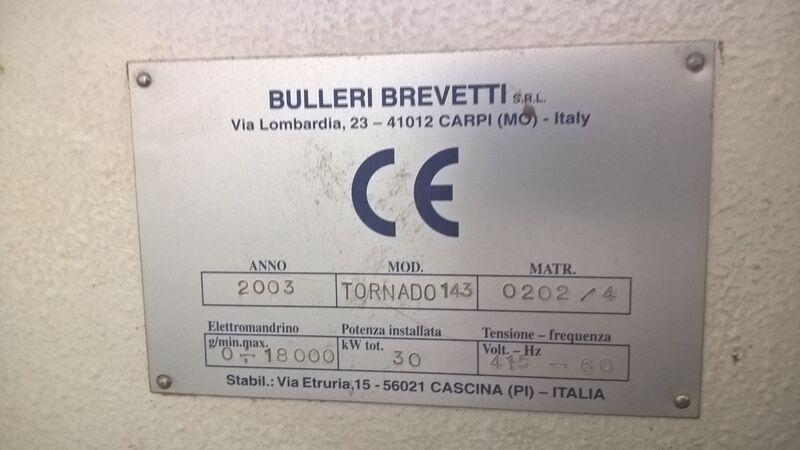 BULLERI BREVETTI S.R.L.
Via Lombardia, 23 – 41012 CARPI (MO) - Italy
CE
ANNO MOD. MATR.
2003 TORNADO 143 0202/4
Elettromandrino Potenza installata Tensione – frequenza
g/min.max. kW tot. Volt. – Hz
0-18000 30 415 - 60
Stabil.: Via Etruria,15 - 56021 CASCINA (PI) – ITALIA